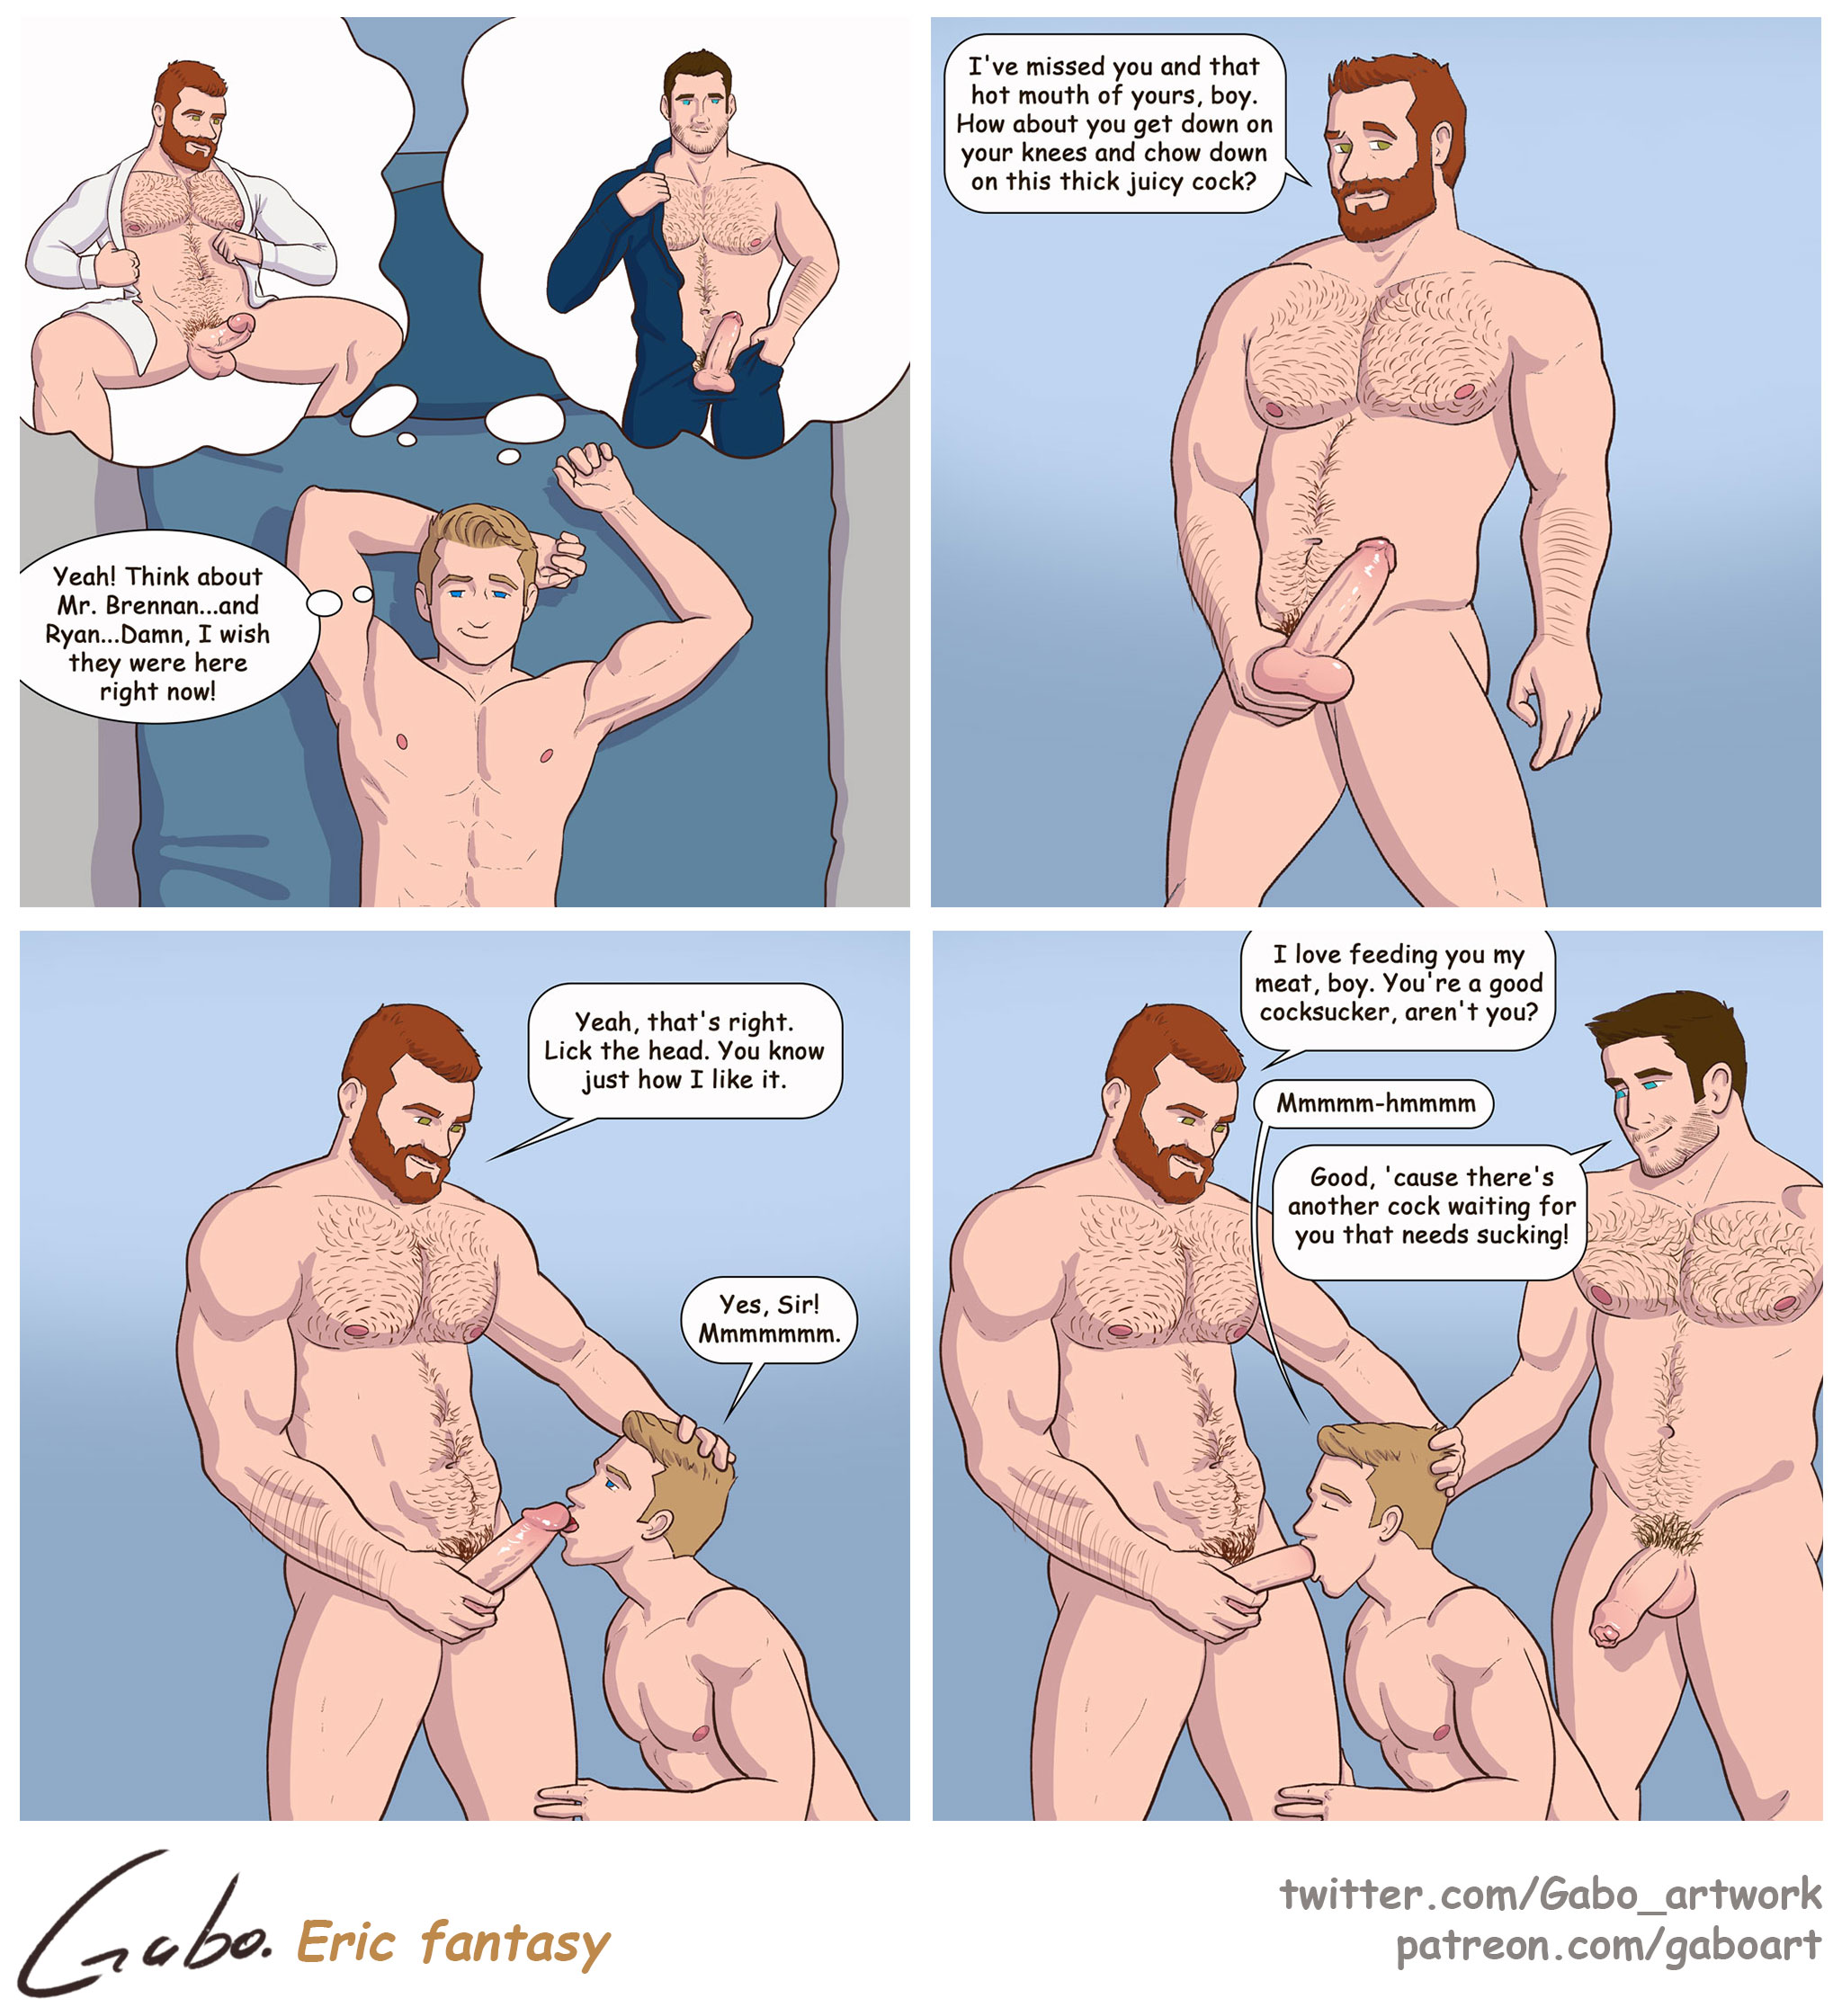 Yeah! Think about
Mr. Brennan...and
Ryan...Damn, I wish
they were here
right now!
I've missed you and that
hot mouth of yours, boy.
How about you get down on
your knees and chow down
on this thick juicy cock?
Yeah, that's right.
Lick the head. You know
just how I like it.
Yes, Sir!
Mmmmmmm.
I love feeding you my
meat, boy. You're a good
cocksucker, aren't you?
Mmmmm-hmmmm
Good, 'cause there's
another cock waiting for
you that needs sucking!
Gabo.
Eric fantasy
twitter.com/Gabo_artwork
patreon.com/gaboart